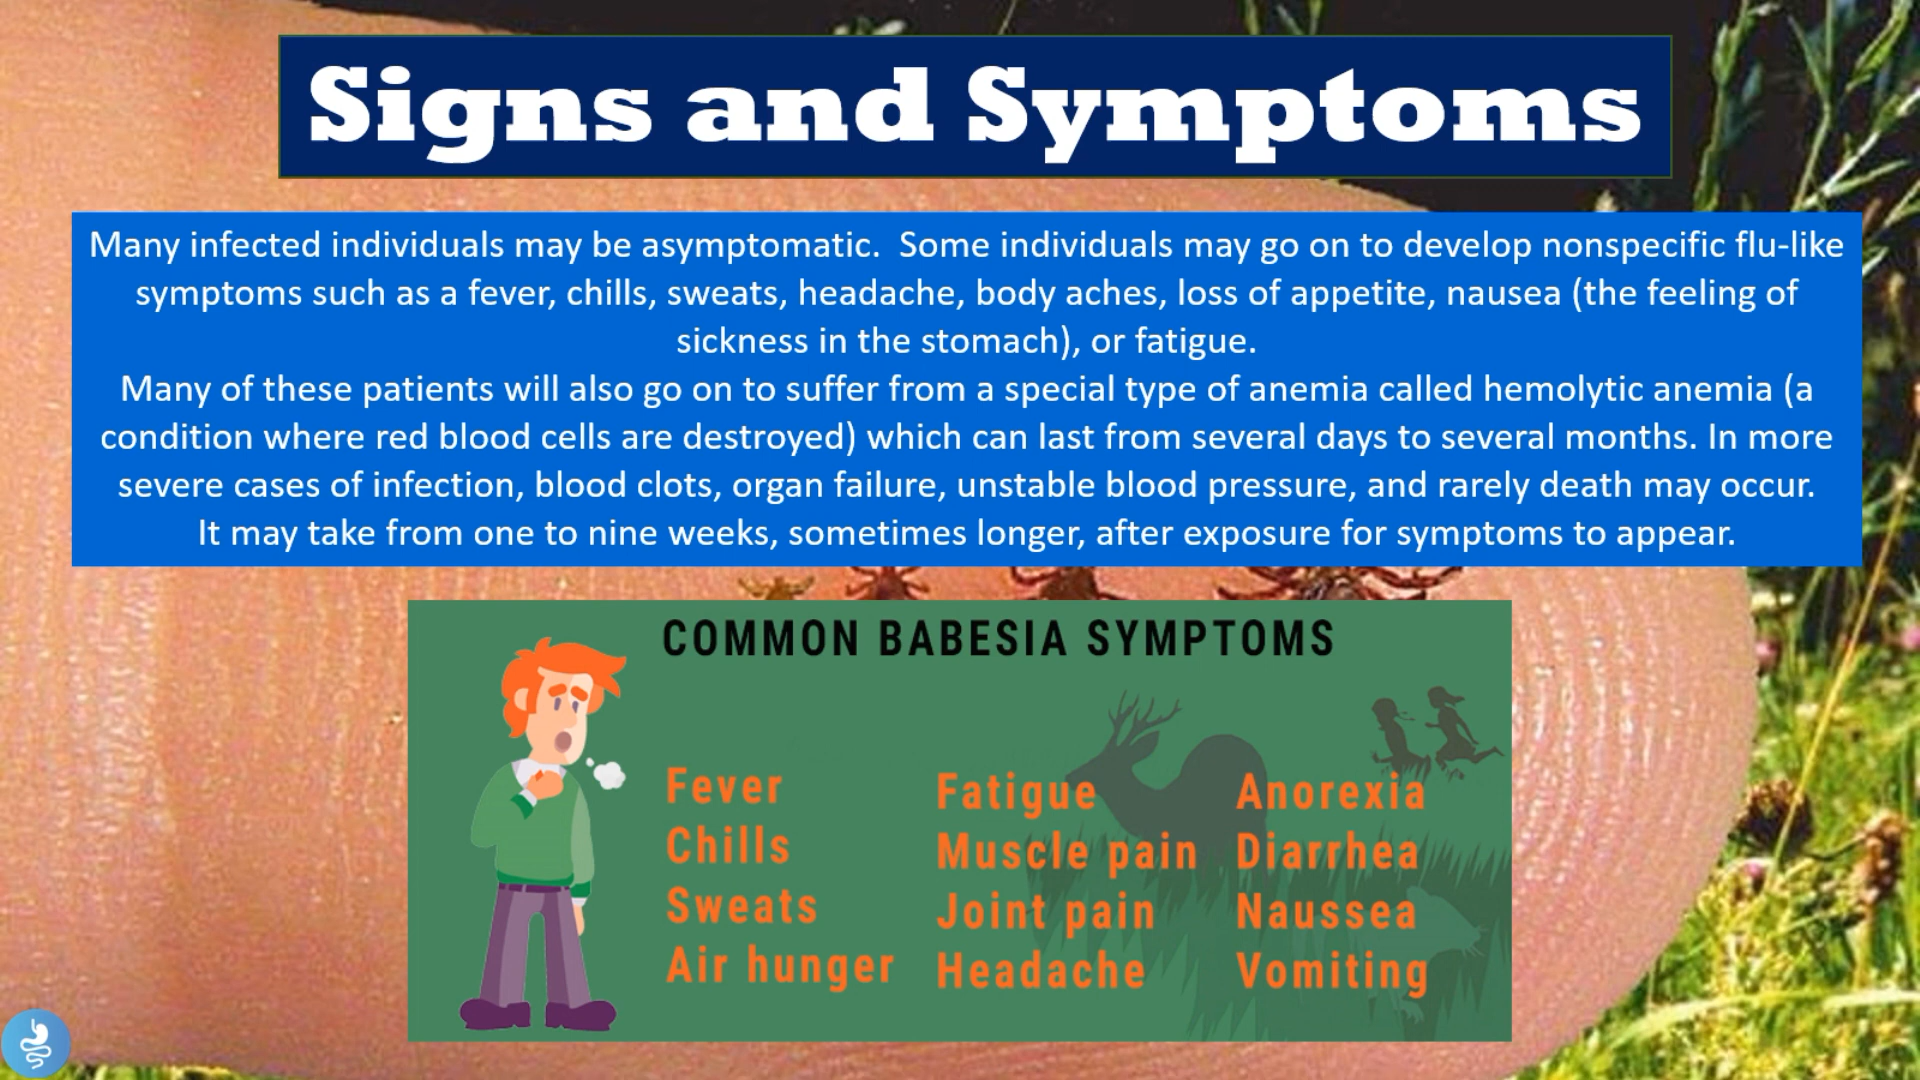 Signs and Symptoms
Many infected individuals may be asymptomatic.  Some individuals may go on to develop nonspecific flu-like
symptoms such as a fever, chills, sweats, headache, body aches, loss of appetite, nausea (the feeling of
sickness in the stomach), or fatigue.
Many of these patients will also go on to suffer from a special type of anemia called hemolytic anemia (a
condition where red blood cells are destroyed) which can last from several days to several months. In more
severe cases of infection, blood clots, organ failure, unstable blood pressure, and rarely death may occur.
It may take from one to nine weeks, sometimes longer, after exposure for symptoms to appear.
COMMON BABESIA SYMPTOMS
Fever
Chills
Sweats
Air hunger
Fatigue
Muscle pain
Joint pain
Headache
Anorexia
Diarrhea
Naussea
Vomiting